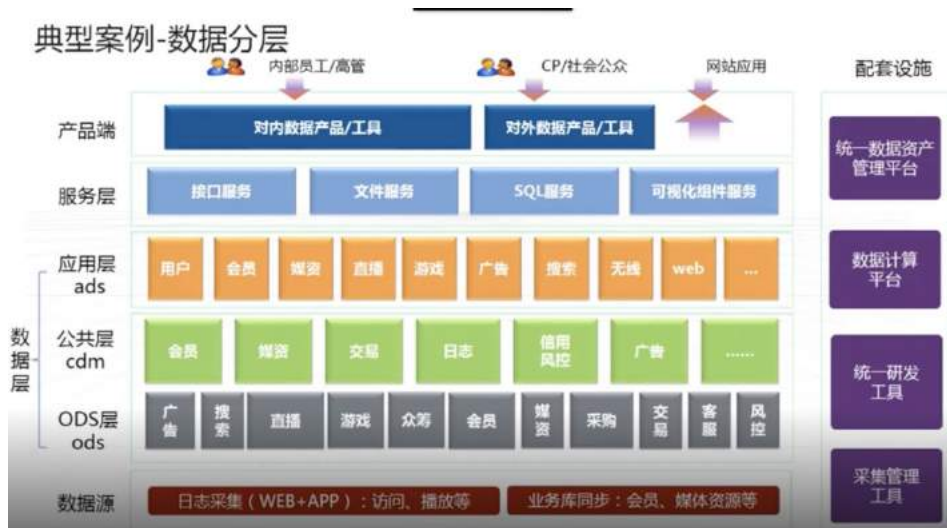 典型案例-数据分层
内部员工/高管
CP/社会公众
网站应用
配套设施
产品端
对内数据产品/工具
对外数据产品/工具
统一数据资产
管理平台
服务层
接口服务
文件服务
SQL服务
可视化组件服务
数据层
应用层
ads
用户
会员
媒资
直播
游戏
广告
搜索
无线
web
...
数据计算
平台
公共层
cdm
会员
媒资
交易
日志
信用
风控
广告
......
统一研发
工具
ODS层
ods
广告
搜索
直播
游戏
众筹
会员
媒资
采购
交易
客服
风控
数据源
日志采集（WEB+APP）：访问、播放等
业务库同步：会员、媒体资源等
采集管理
工具